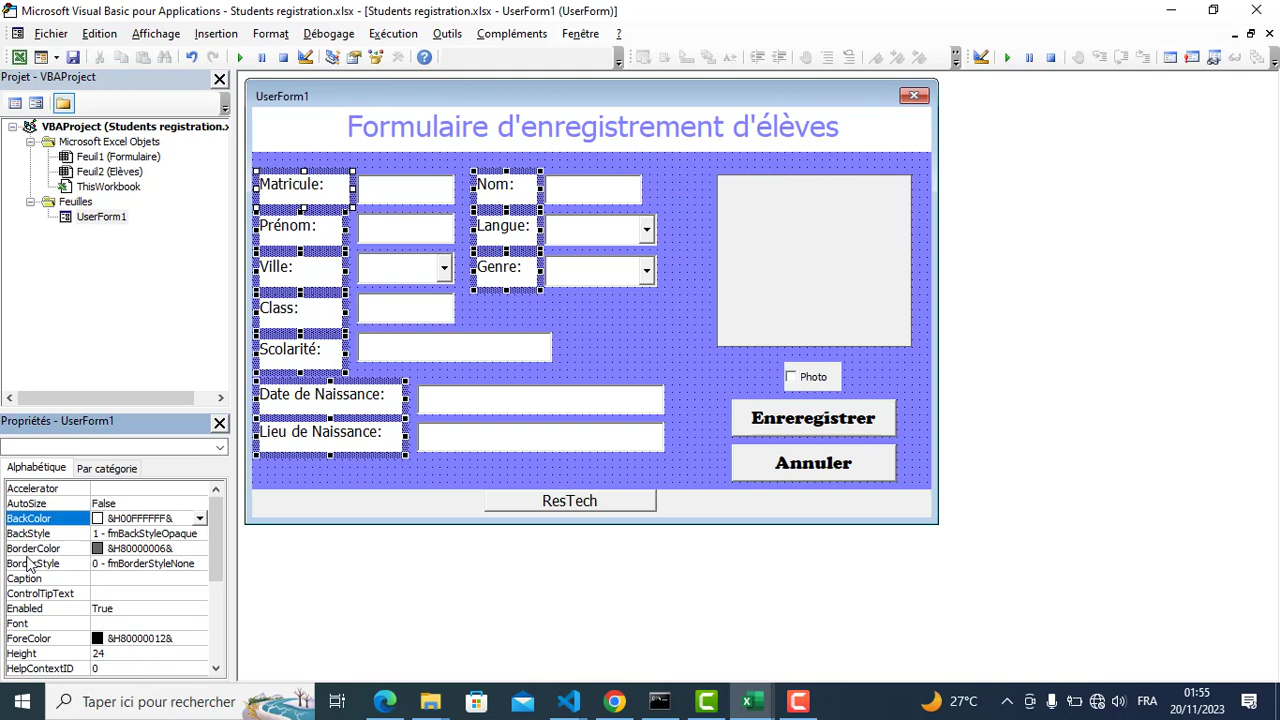 Microsoft Visual Basic pour Applications - Students registration.xlsx - [Students registration.xlsx - UserForm1 (UserForm)]
Fichier Edition Affichage Insertion Format Débogage Exécution Outils Compléments Fenêtre ?
Projet - VBAProject
VBAProject (Students registration.x
Microsoft Excel Objets
Feuil1 (Formulaire)
Feuil2 (Elèves)
ThisWorkbook
Feuilles
UserForm1
Propriétés - UserForm1
Alphabétique Par catégorie
Accelerator
AutoSize False
BackColor &H00FFFFFF&
BackStyle 1 - fmBackStyleOpaque
BorderColor &H80000006&
BorderStyle 0 - fmBorderStyleNone
Caption
ControlTipText
Enabled True
Font
ForeColor &H80000012&
Height 24
HelpContextID 0
UserForm1
Formulaire d'enregistrement d'élèves
Matricule: Nom:
Prénom: Langue:
Ville: Genre:
Class:
Scolarité:
Date de Naissance:
Lieu de Naissance:
Photo
Enreregistrer
Annuler
ResTech
Taper ici pour rechercher
27°C
FRA
01:55
20/11/2023